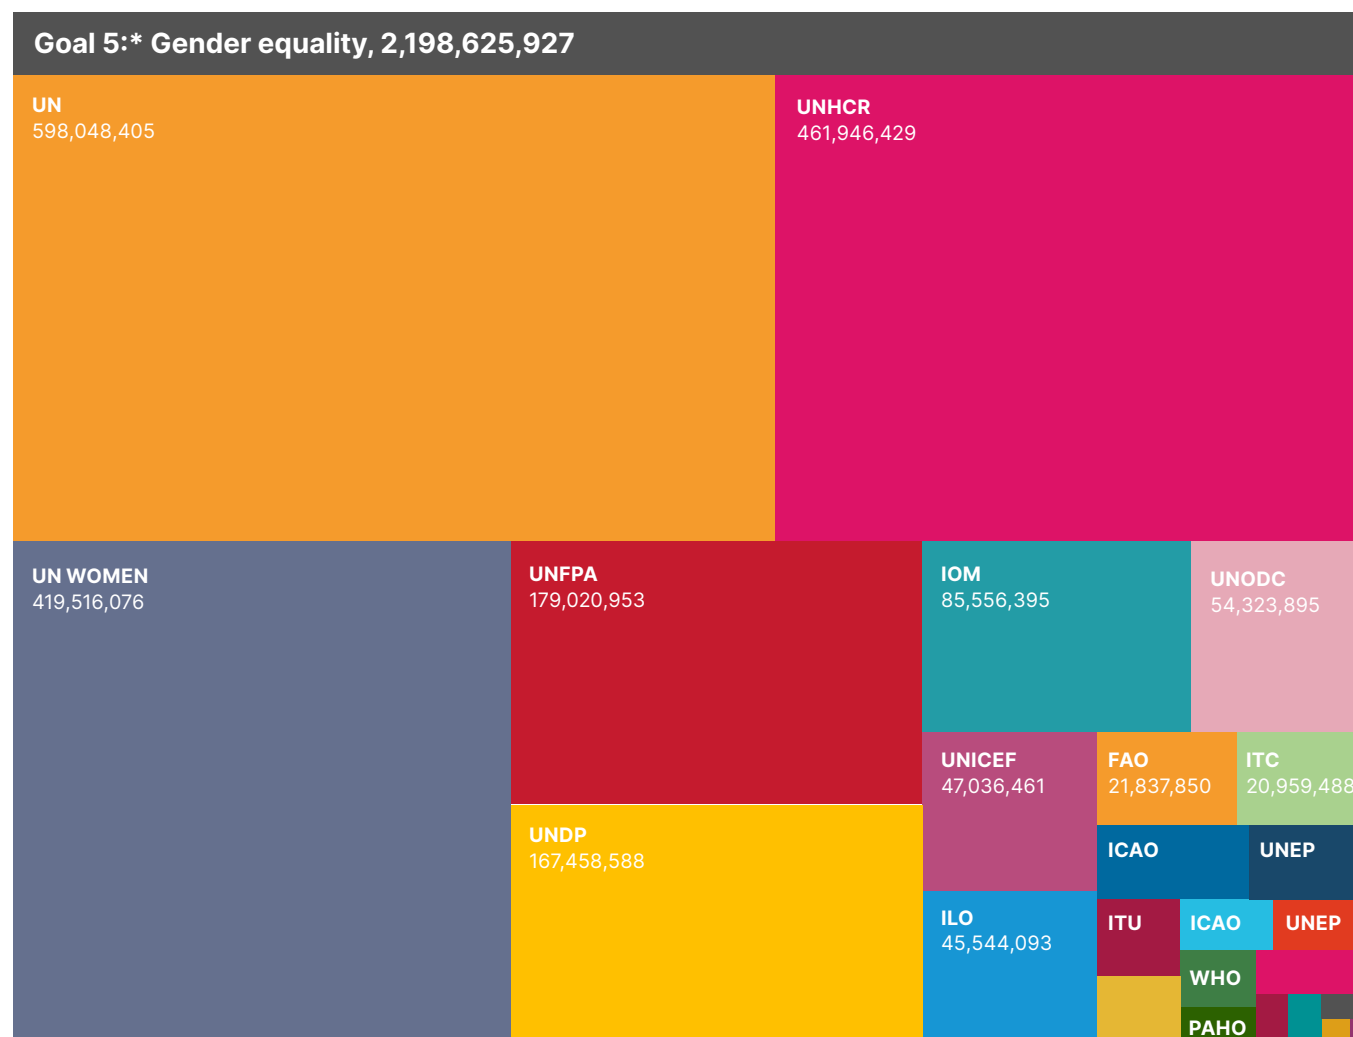 Goal 5:* Gender equality, 2,198,625,927
UN
598,048,405
UNHCR
461,946,429
UN WOMEN
419,516,076
UNFPA
179,020,953
IOM
85,556,395
UNODC
54,323,895
UNICEF
47,036,461
FAO
21,837,850
ITC
20,959,488
UNDP
167,458,588
ICAO
UNEP
ILO
45,544,093
ITU
ICAO
UNEP
WHO
PAHO